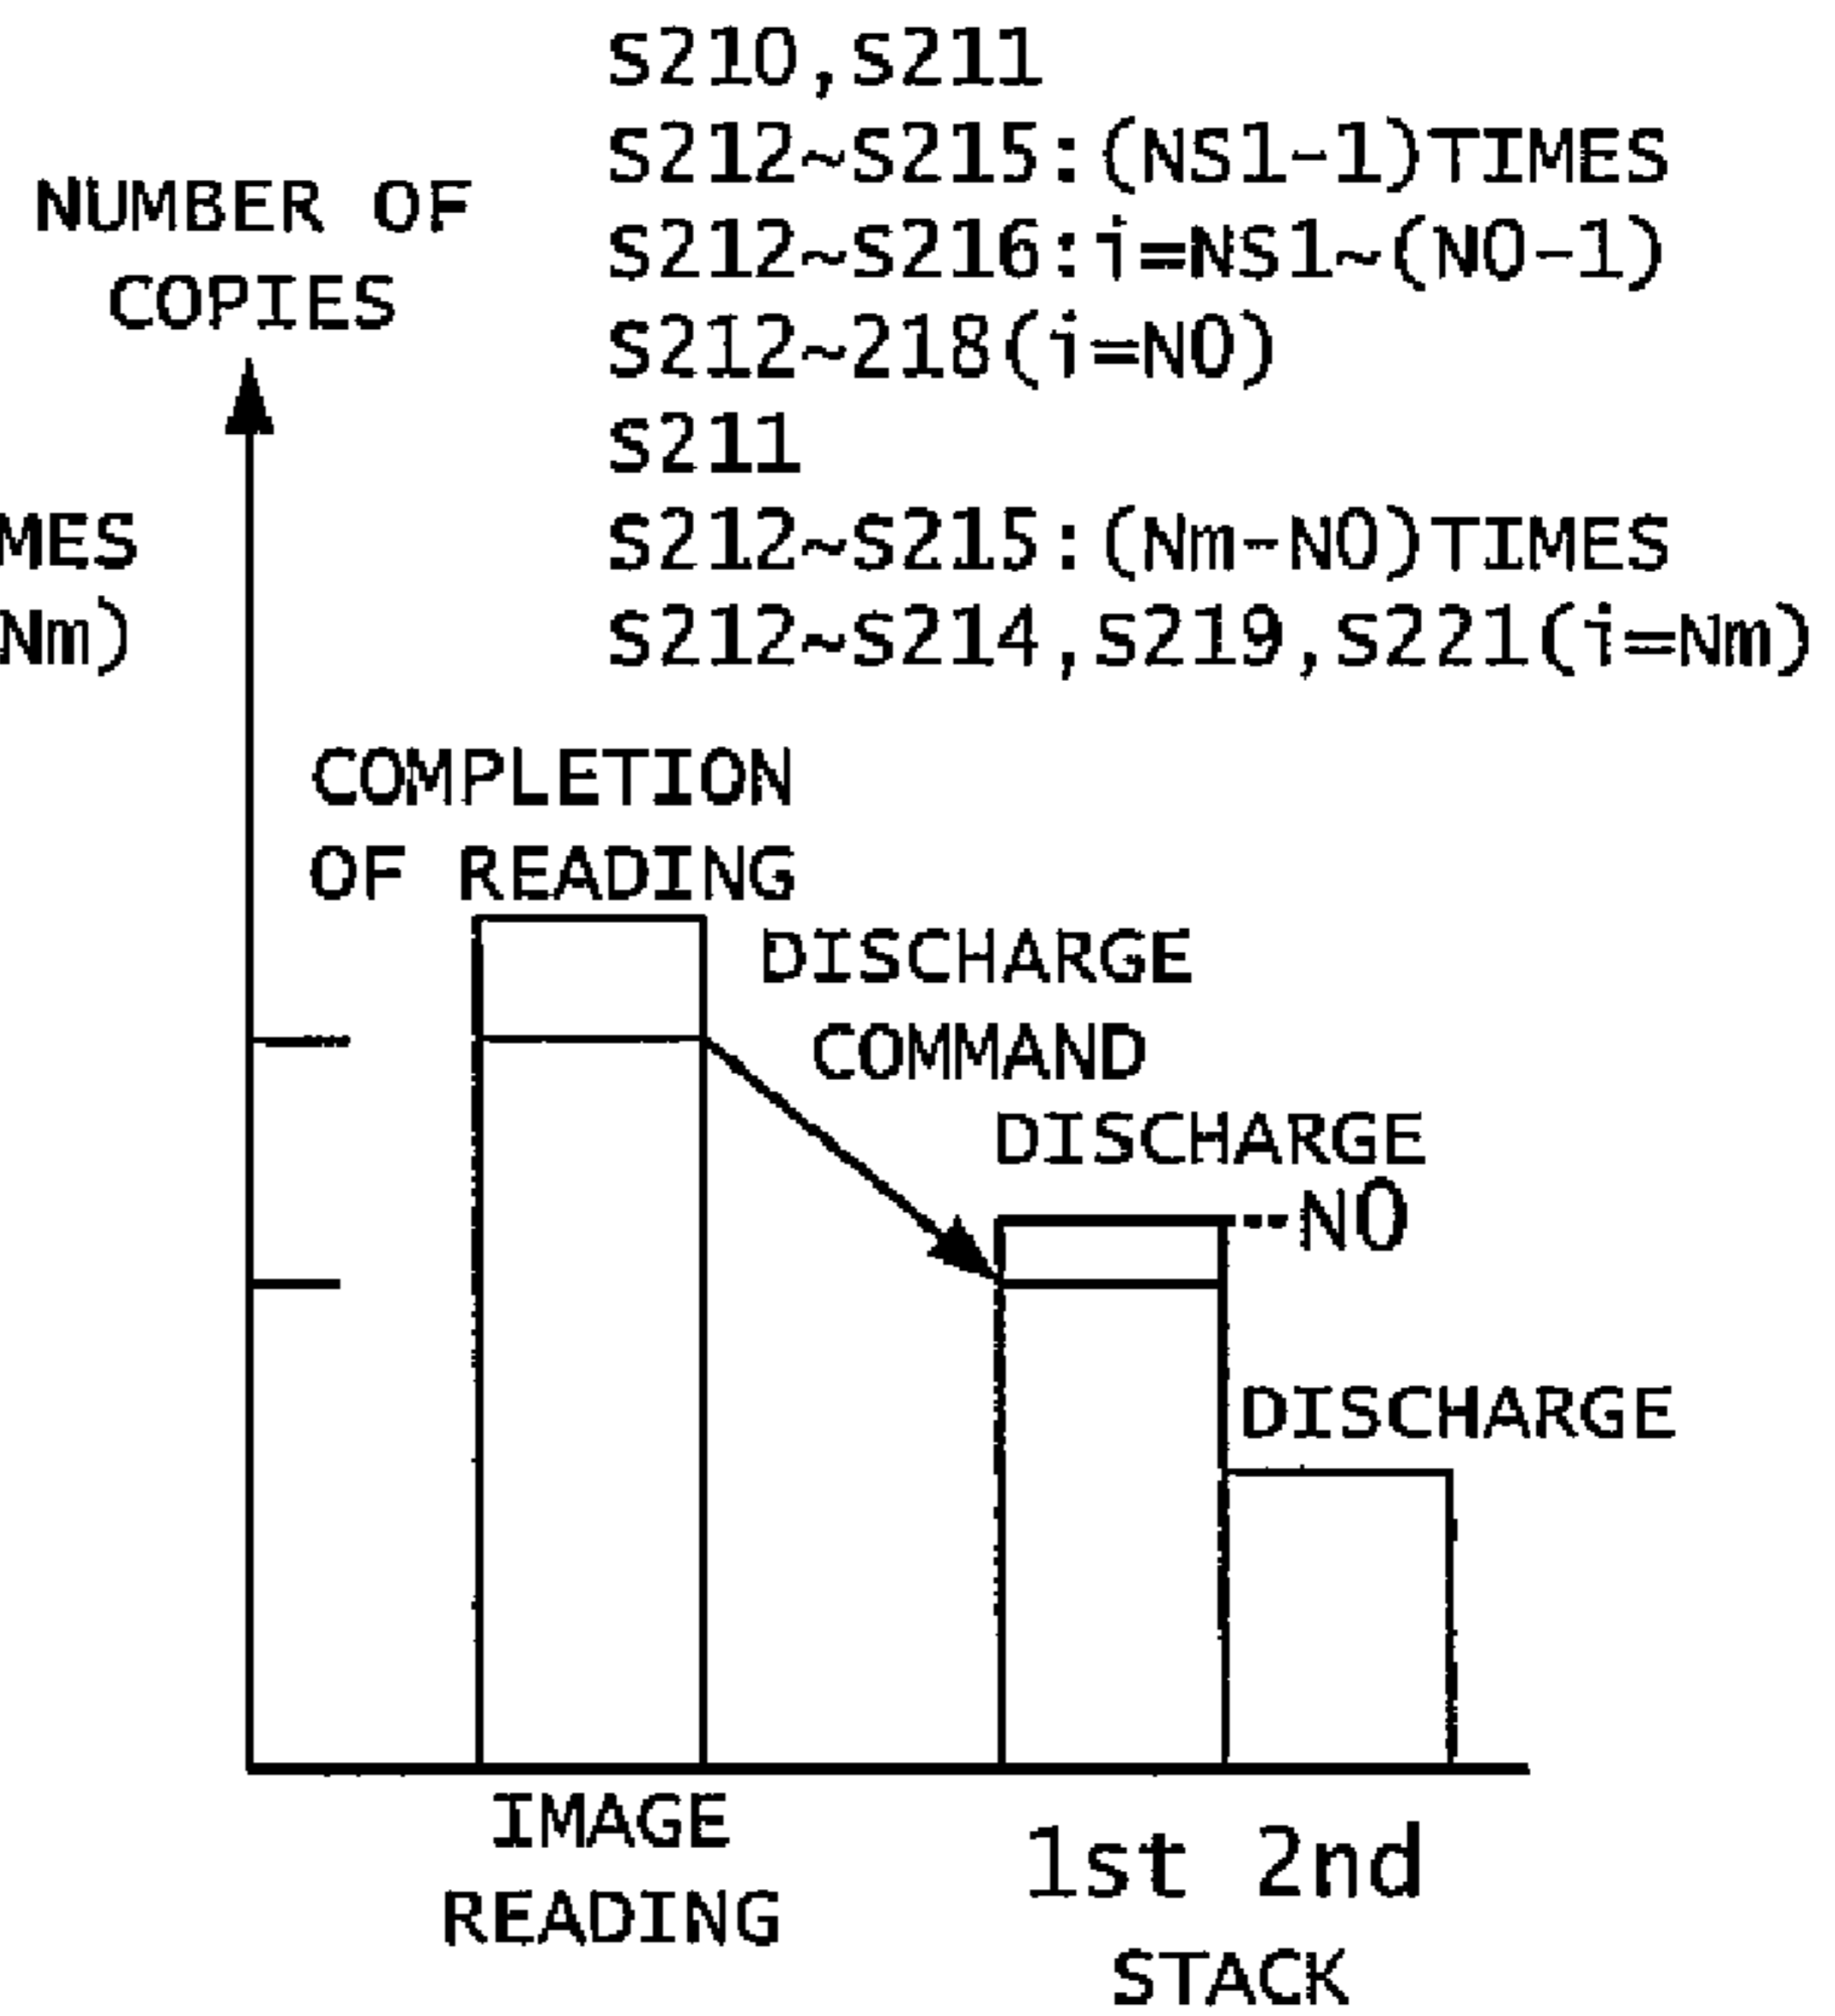 S210,S211
S212~S215:(NS1-1)TIMES
S212~S216:i=NS1~(NO-1)
S212~218(i=NO)
S211
S212~S215:(Nm-NO)TIMES
S212~S214,S219,S221(i=Nm)
NUMBER OF
COPIES
MES
Nm)
COMPLETION
OF READING
DISCHARGE
COMMAND
DISCHARGE
NO
DISCHARGE
IMAGE
READING
1st 2nd
STACK